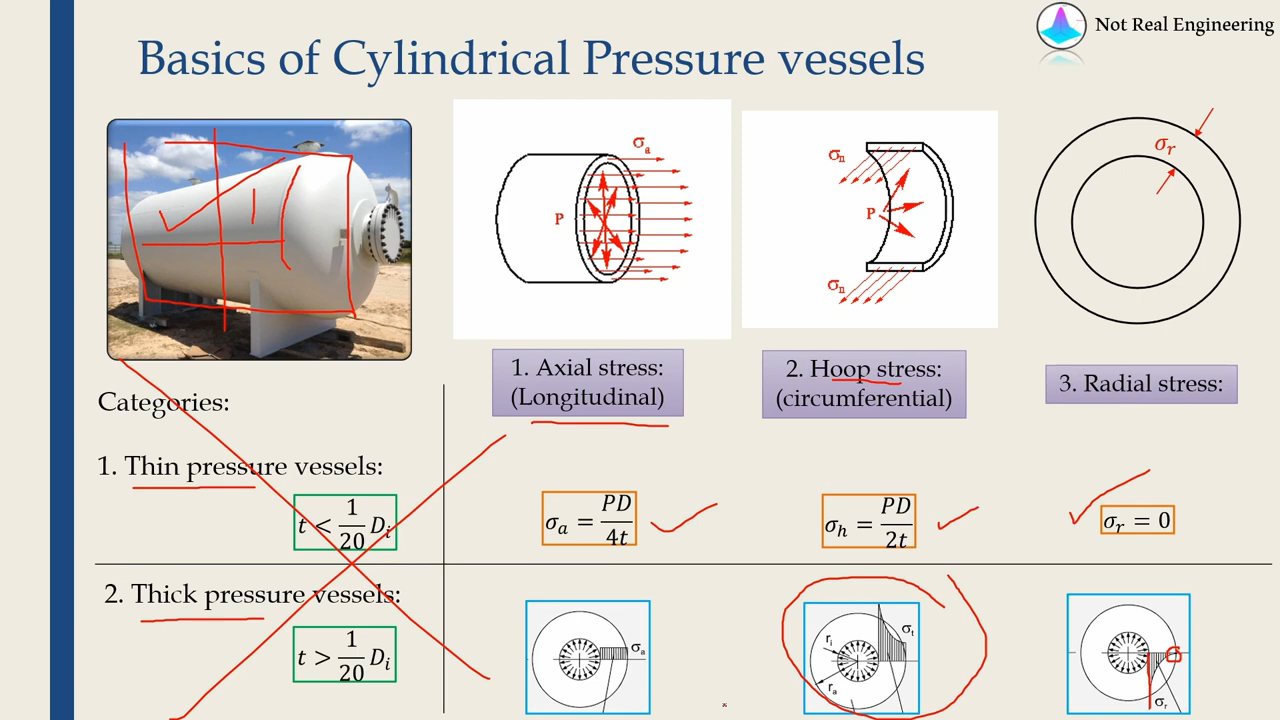 Not Real Engineering
Basics of Cylindrical Pressure vessels
σa
P
σn
P
σn
σr
1. Axial stress:
(Longitudinal)
2. Hoop stress:
(circumferential)
3. Radial stress:
Categories:
1. Thin pressure vessels:
t < 1/20 Di
σa = PD/4t
σh = PD/2t
σr = 0
2. Thick pressure vessels:
t > 1/20 Di
σa
ri
ra
σt
σr